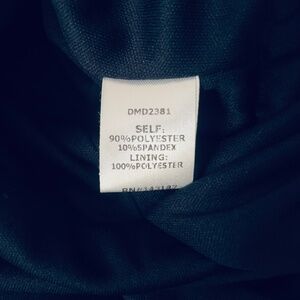 DMD2381
SELF:
90%POLYESTER
10%SPANDEX
LINING:
100%POLYESTER